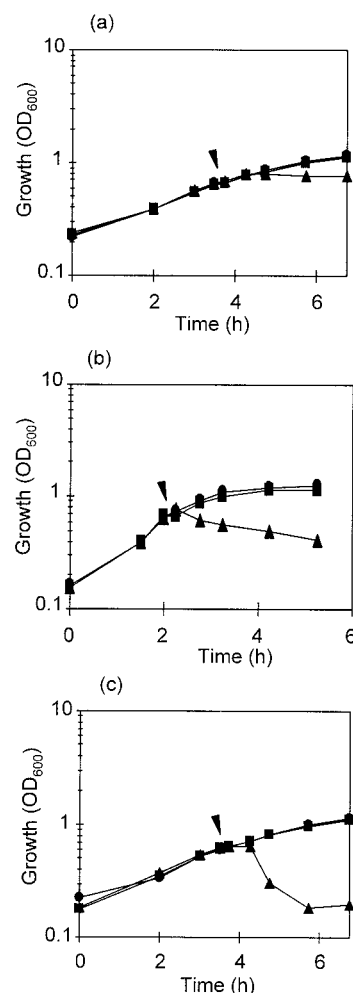 (a)
10
1
0.1
Growth (OD₆₀₀)
0 2 4 6
Time (h)
(b)
10
1
0.1
Growth (OD₆₀₀)
0 2 4 6
Time (h)
(c)
10
1
0.1
Growth (OD₆₀₀)
0 2 4 6
Time (h)